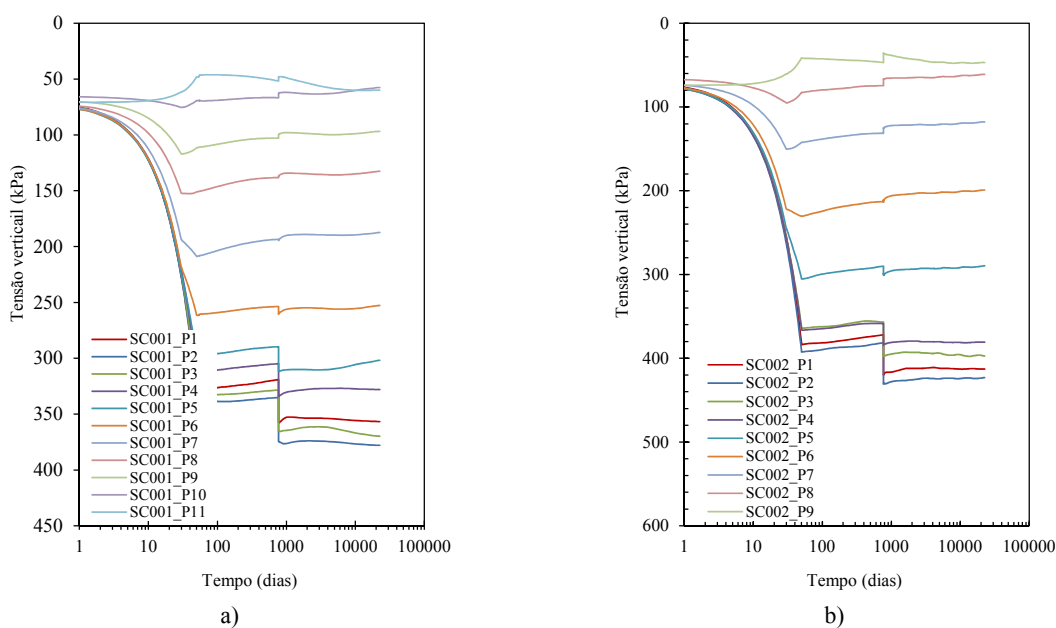 0
50
100
150
200
250
300
350
400
450
Tensão verticail (kPa)
SC001_P1
SC001_P2
SC001_P3
SC001_P4
SC001_P5
SC001_P6
SC001_P7
SC001_P8
SC001_P9
SC001_P10
SC001_P11
1 10 100 1000 10000 100000
Tempo (dias)
a)
0
100
200
300
400
500
600
Tensão vertical (kPa)
SC002_P1
SC002_P2
SC002_P3
SC002_P4
SC002_P5
SC002_P6
SC002_P7
SC002_P8
SC002_P9
1 10 100 1000 10000 100000
Tempo (dias)
b)